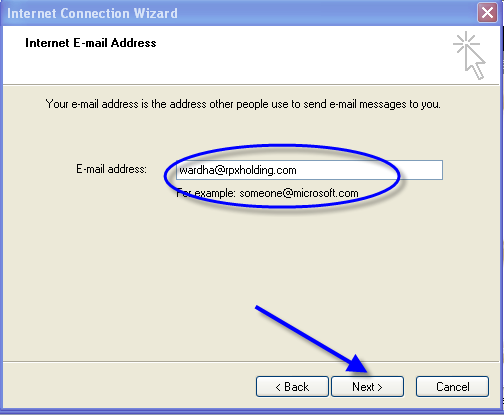 Internet Connection Wizard
Internet E-mail Address
Your e-mail address is the address other people use to send e-mail messages to you.
E-mail address: wardha@rpxholding.com
For example: someone@microsoft.com
< Back Next > Cancel